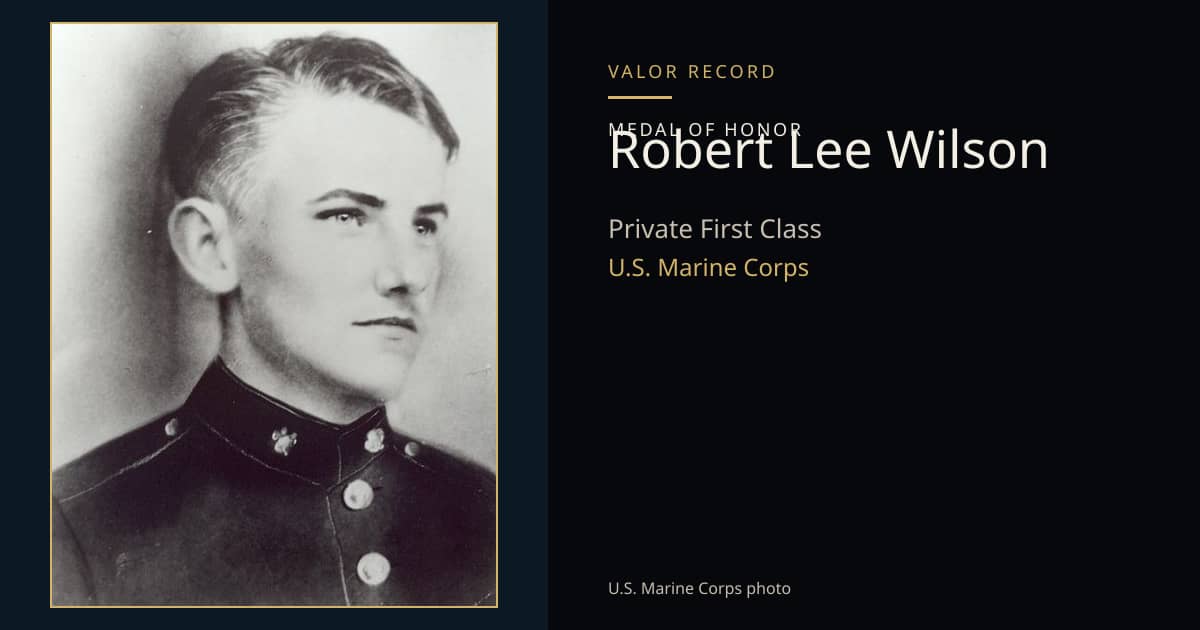 VALOR RECORD
MEDAL OF HONOR
Robert Lee Wilson
Private First Class
U.S. Marine Corps
U.S. Marine Corps photo